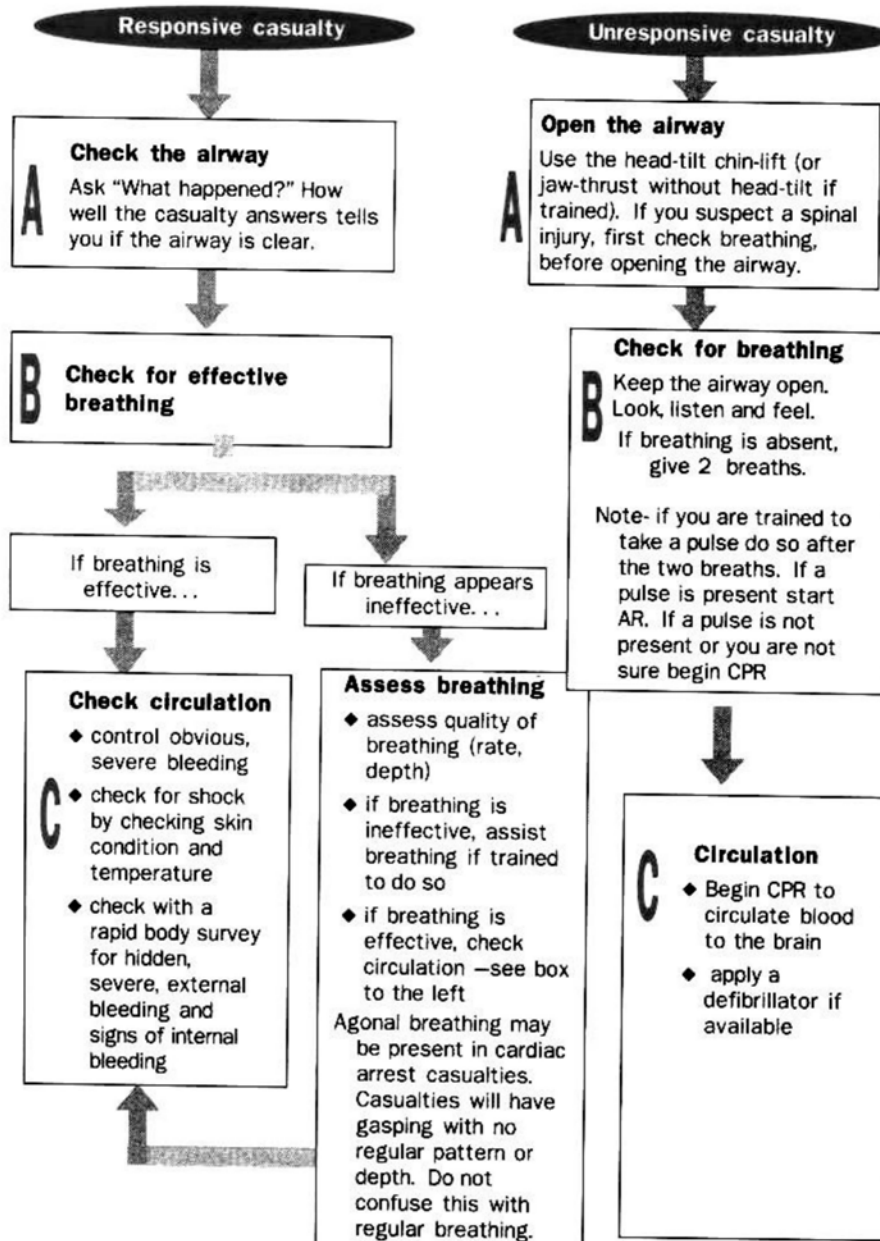 Responsive casualty
A
Check the airway
Ask "What happened?" How
well the casualty answers tells
you if the airway is clear.
B
Check for effective
breathing
If breathing is
effective...
If breathing appears
ineffective...
C
Check circulation
◆ control obvious,
severe bleeding
◆ check for shock
by checking skin
condition and
temperature
◆ check with a
rapid body survey
for hidden,
severe, external
bleeding and
signs of internal
bleeding
Assess breathing
◆ assess quality of
breathing (rate,
depth)
◆ if breathing is
ineffective, assist
breathing if trained
to do so
◆ if breathing is
effective, check
circulation —see box
to the left
Agonal breathing may
be present in cardiac
arrest casualties.
Casualties will have
gasping with no
regular pattern or
depth. Do not
confuse this with
regular breathing.
Unresponsive casualty
A
Open the airway
Use the head-tilt chin-lift (or
jaw-thrust without head-tilt if
trained). If you suspect a spinal
injury, first check breathing,
before opening the airway.
B
Check for breathing
Keep the airway open.
Look, listen and feel.
If breathing is absent,
give 2 breaths.
Note- if you are trained to
take a pulse do so after
the two breaths. If a
pulse is present start
AR. If a pulse is not
present or you are not
sure begin CPR
C
Circulation
◆ Begin CPR to
circulate blood
to the brain
◆ apply a
defibrillator if
available